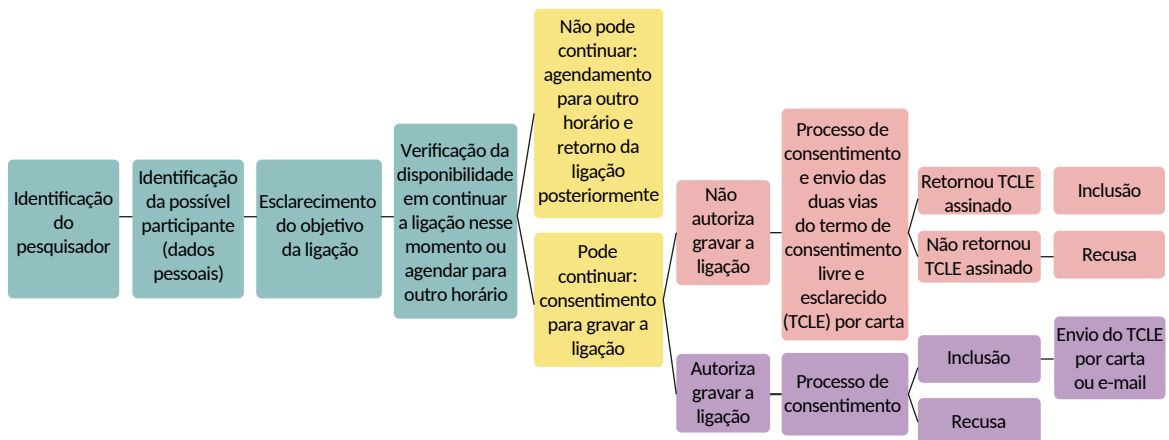 Identificação
do
pesquisador
Identificação
da possível
participante
(dados
pessoais)
Esclarecimento
do objetivo
da ligação
Verificação da
disponibilidade
em continuar
a ligação nesse
momento ou
agendar para
outro horário
Não pode
continuar:
agendamento
para outro
horário e
retorno da
ligação
posteriormente
Pode
continuar:
consentimento
para gravar a
ligação
Não
autoriza
gravar a
ligação
Processo de
consentimento
e envio das
duas vias
do termo de
consentimento
livre e
esclarecido
(TCLE) por carta
Retornou TCLE
assinado
Inclusão
Não retornou
TCLE assinado
Recusa
Autoriza
gravar a
ligação
Processo de
consentimento
Inclusão
Envio do TCLE
por carta
ou e-mail
Recusa